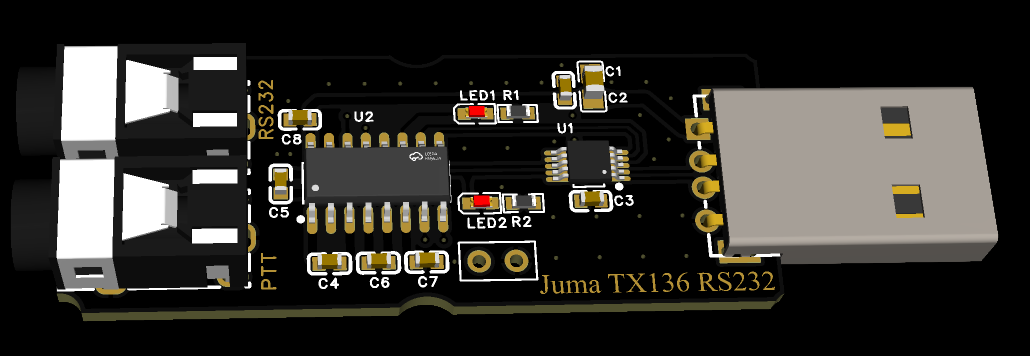 C1
LED1 R1
C2
RS232
U2
C8
U1
C5
C3
LED2 R2
PTT
C4
C6
C7
Juma TX136 RS232